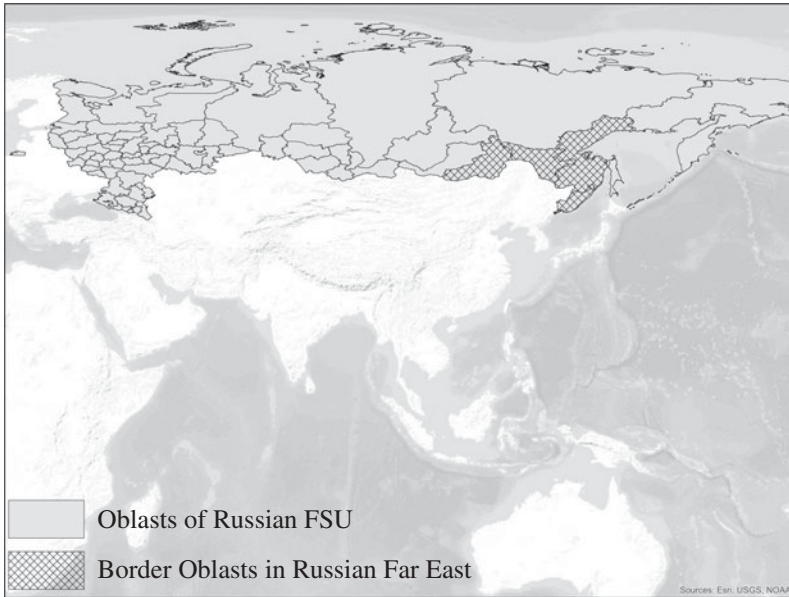 Oblasts of Russian FSU
Border Oblasts in Russian Far East
Sources: Esri, USGS, NOAA